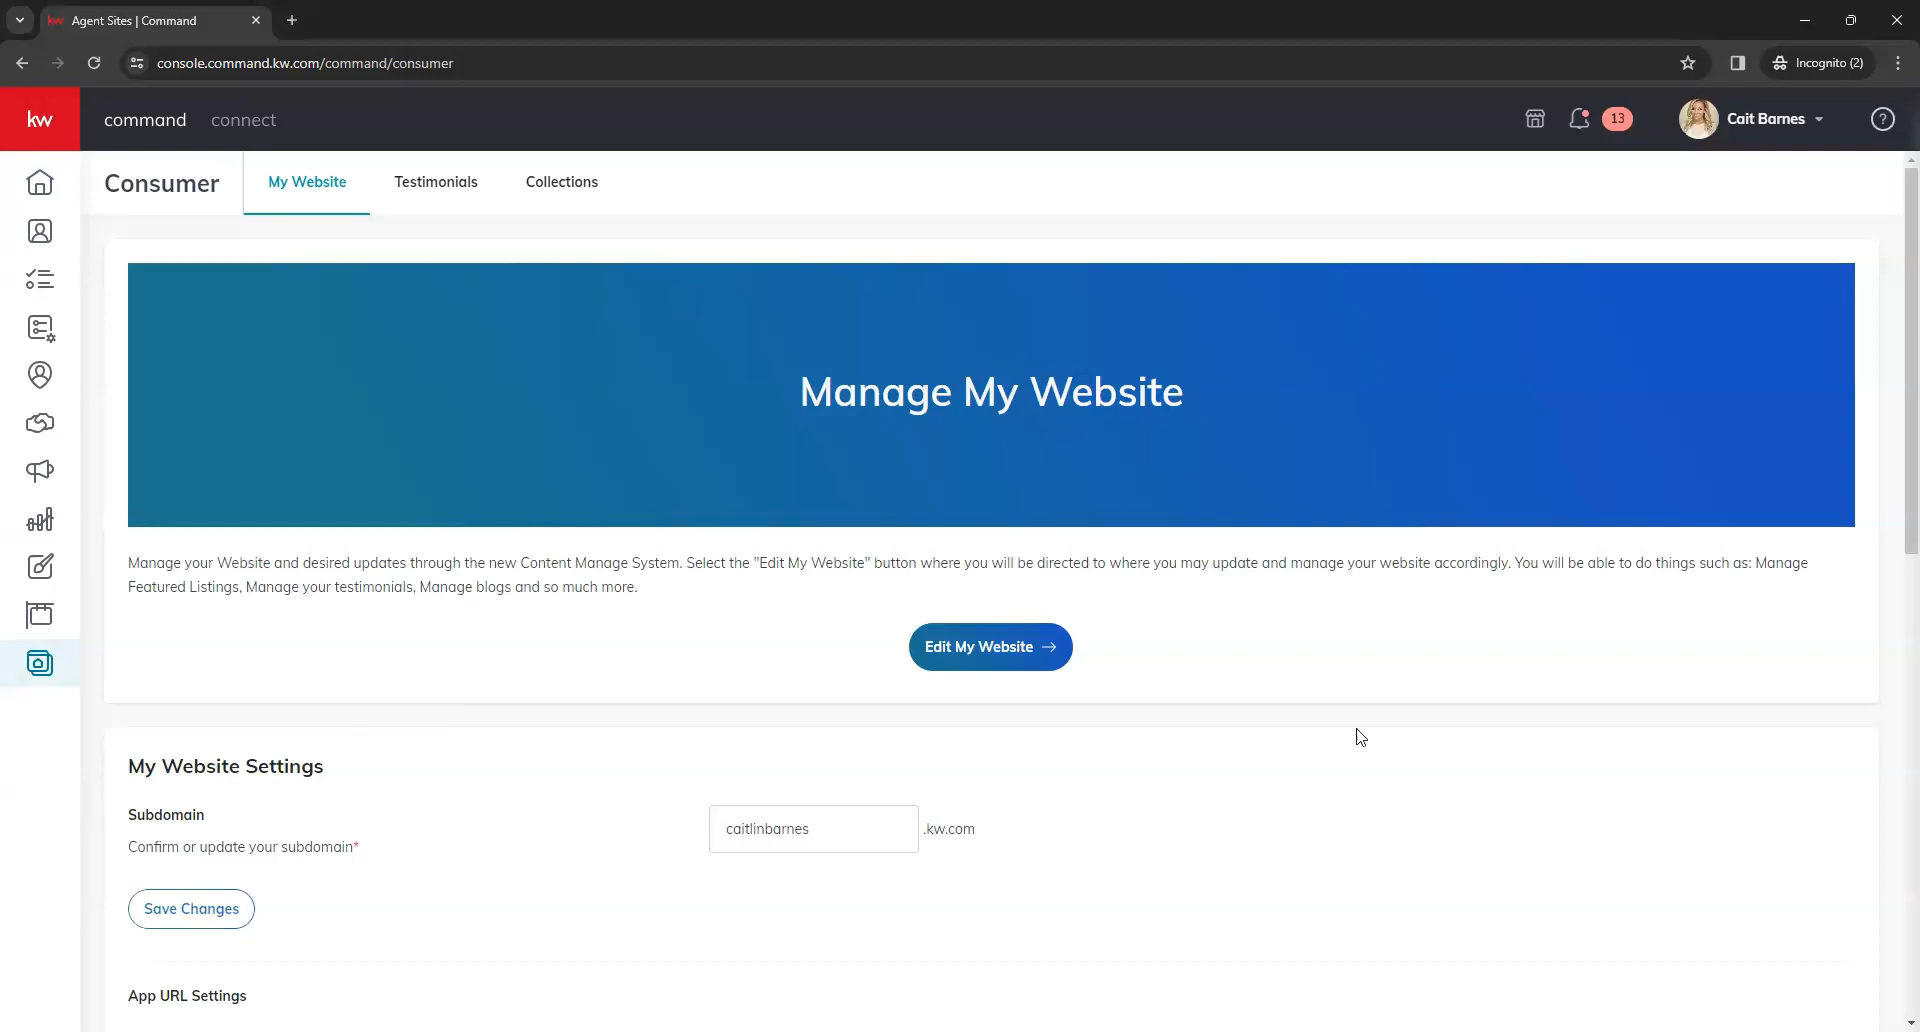 Agent Sites | Command
console.command.kw.com/command/consumer
Incognito (2)
kw
command
connect
13
Cait Barnes
Consumer
My Website
Testimonials
Collections
Manage My Website
Manage your Website and desired updates through the new Content Manage System. Select the "Edit My Website" button where you will be directed to where you may update and manage your website accordingly. You will be able to do things such as: Manage
Featured Listings, Manage your testimonials, Manage blogs and so much more.
Edit My Website →
My Website Settings
Subdomain
caitlinbarnes .kw.com
Confirm or update your subdomain*
Save Changes
App URL Settings